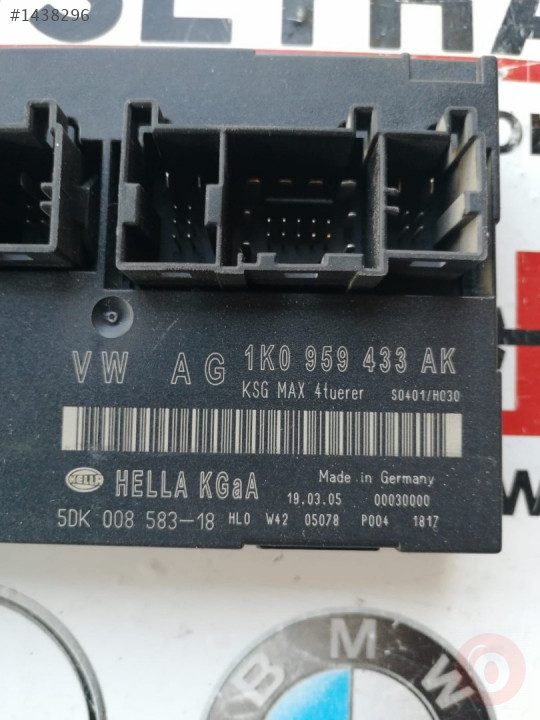 #1438296
VW AG 1K0 959 433 AK
KSG MAX 4tuerer S0401/H030
HELLA
HELLA KGaA Made in Germany
19.03.05 00030000
5DK 008 583-18 HL0 W42 05078 P004 1817
BMW